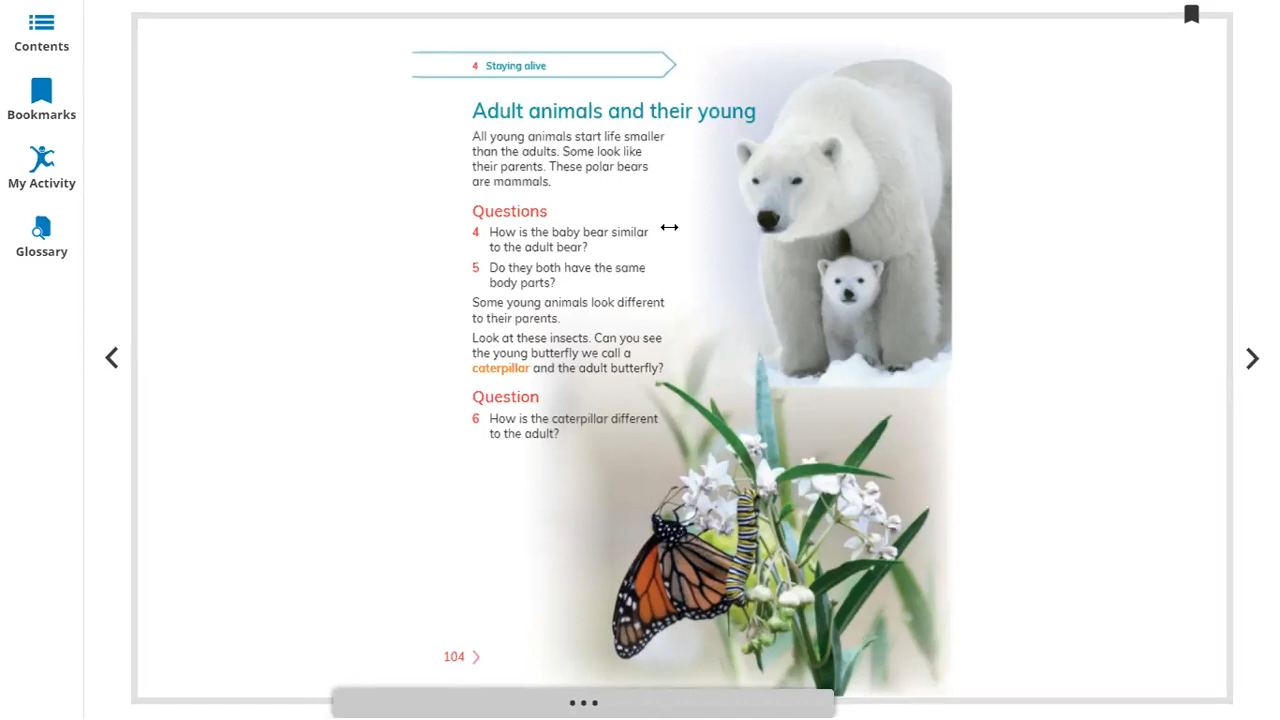 Contents
Bookmarks
My Activity
Glossary
4 Staying alive
Adult animals and their young
All young animals start life smaller
than the adults. Some look like
their parents. These polar bears
are mammals.
Questions
4 How is the baby bear similar
to the adult bear?
5 Do they both have the same
body parts?
Some young animals look different
to their parents.
Look at these insects. Can you see
the young butterfly we call a
caterpillar and the adult butterfly?
Question
6 How is the caterpillar different
to the adult?
104